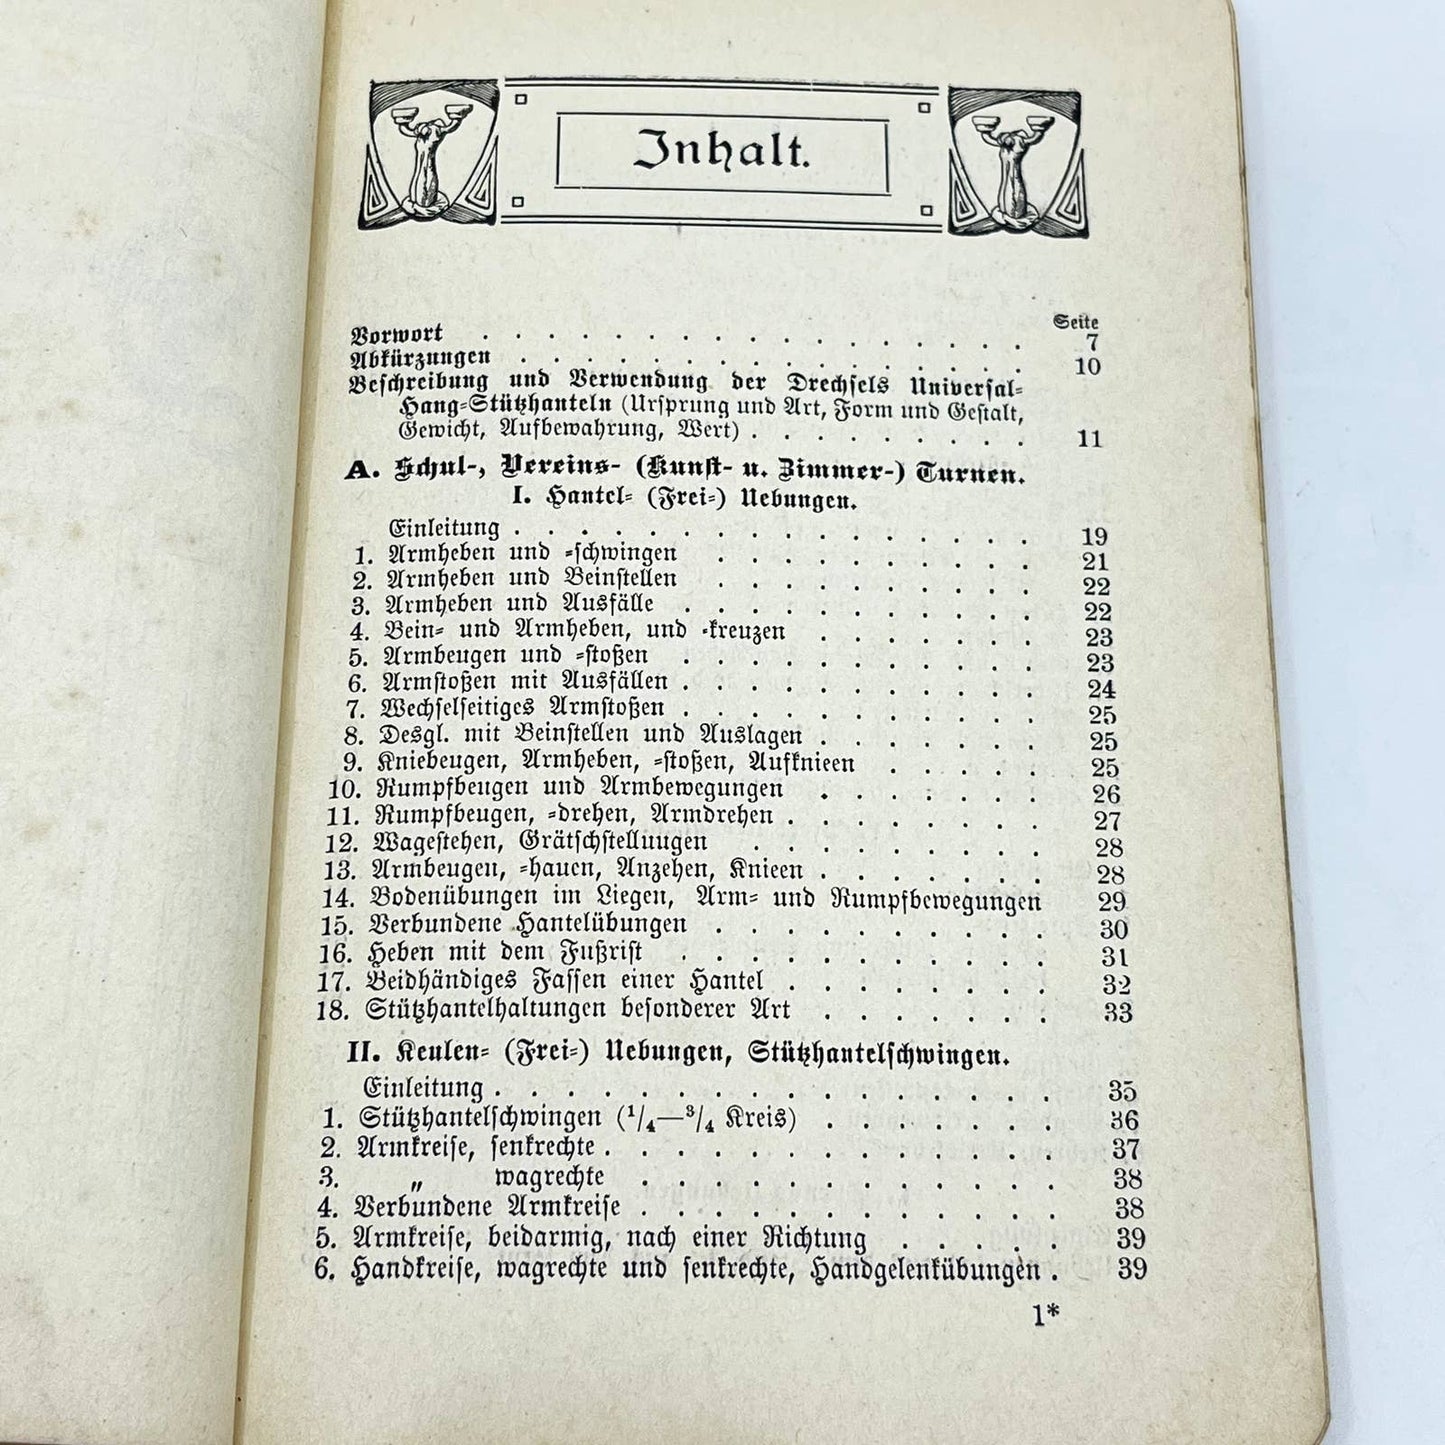 Inhalt.
Seite
Vorwort . . . . . . . . . . . . . . . . . 7
Abkürzungen . . . . . . . . . . . . . . . . 10
Beschreibung und Verwendung der Drechsels Universal-
Hang-Stützhanteln (Ursprung und Art, Form und Gestalt,
Gewicht, Aufbewahrung, Wert) . . . . . . . . . 11
A. Schul-, Vereins- (Kunst- u. Zimmer-) Turnen.
I. Hantel- (Frei-) Uebungen.
Einleitung . . . . . . . . . . . . . . . . 19
1. Armheben und -schwingen . . . . . . . . . . 21
2. Armheben und Beinstellen . . . . . . . . . . 22
3. Armheben und Ausfälle . . . . . . . . . . . 22
4. Bein- und Armheben, und -kreuzen . . . . . . . 23
5. Armbeugen und -stoßen . . . . . . . . . . . 23
6. Armstoßen mit Ausfällen . . . . . . . . . . . 24
7. Wechselseitiges Armstoßen . . . . . . . . . . . 25
8. Desgl. mit Beinstellen und Auslagen . . . . . . . 25
9. Kniebeugen, Armheben, -stoßen, Aufknieen . . . . . 25
10. Rumpfbeugen und Armbewegungen . . . . . . . 26
11. Rumpfbeugen, -drehen, Armdrehen . . . . . . . . 27
12. Wagestehen, Grätschstellungen . . . . . . . . . 28
13. Armbeugen, -hauen, Anzehen, Knieen . . . . . . . 28
14. Bodenübungen im Liegen, Arm- und Rumpfbewegungen 29
15. Verbundene Hantelübungen . . . . . . . . . . 30
16. Heben mit dem Fußrist . . . . . . . . . . . 31
17. Beidhändiges Fassen einer Hantel . . . . . . . . 32
18. Stützhantelhaltungen besonderer Art . . . . . . . 33
II. Keulen- (Frei-) Uebungen, Stützhantelschwingen.
Einleitung . . . . . . . . . . . . . . . . 35
1. Stützhantelschwingen (1/4—3/4 Kreis) . . . . . . . 36
2. Armkreise, senkrechte . . . . . . . . . . . . . 37
3. „ wagrechte . . . . . . . . . . . . 38
4. Verbundene Armkreise . . . . . . . . . . . . 38
5. Armkreise, beidarmig, nach einer Richtung . . . . . 39
6. Handkreise, wagrechte und senkrechte, Handgelenkübungen . 39
1*